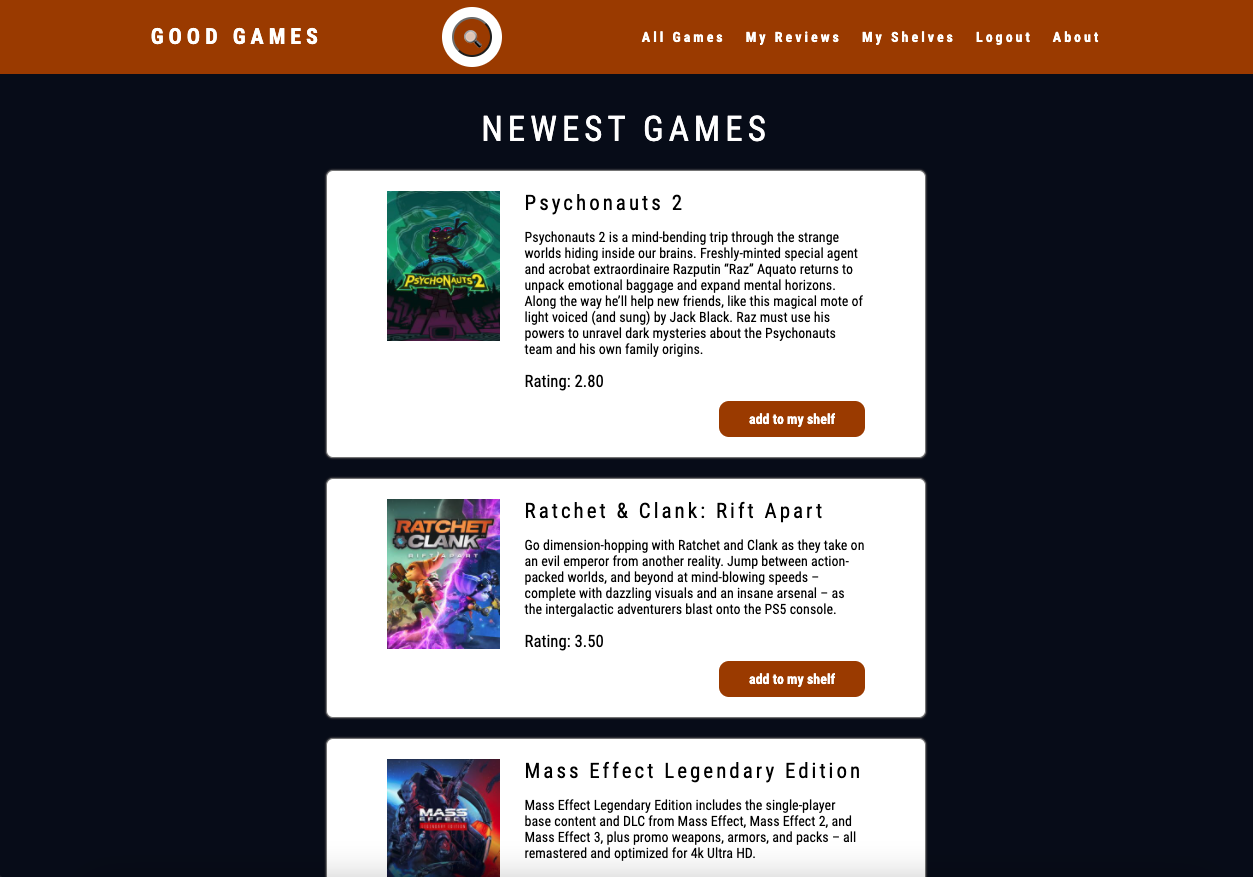 GOOD GAMES
All Games My Reviews My Shelves Logout About
NEWEST GAMES
PSYCHONAUTS 2
Psychonauts 2
Psychonauts 2 is a mind-bending trip through the strange
worlds hiding inside our brains. Freshly-minted special agent
and acrobat extraordinaire Razputin “Raz” Aquato returns to
unpack emotional baggage and expand mental horizons.
Along the way he’ll help new friends, like this magical mote of
light voiced (and sung) by Jack Black. Raz must use his
powers to unravel dark mysteries about the Psychonauts
team and his own family origins.
Rating: 2.80
add to my shelf
RATCHET
CLANK
RIFT APART
Ratchet & Clank: Rift Apart
Go dimension-hopping with Ratchet and Clank as they take on
an evil emperor from another reality. Jump between action-
packed worlds, and beyond at mind-blowing speeds –
complete with dazzling visuals and an insane arsenal – as
the intergalactic adventurers blast onto the PS5 console.
Rating: 3.50
add to my shelf
MASS
EFFECT
LEGENDARY EDITION
Mass Effect Legendary Edition
Mass Effect Legendary Edition includes the single-player
base content and DLC from Mass Effect, Mass Effect 2, and
Mass Effect 3, plus promo weapons, armors, and packs – all
remastered and optimized for 4k Ultra HD.